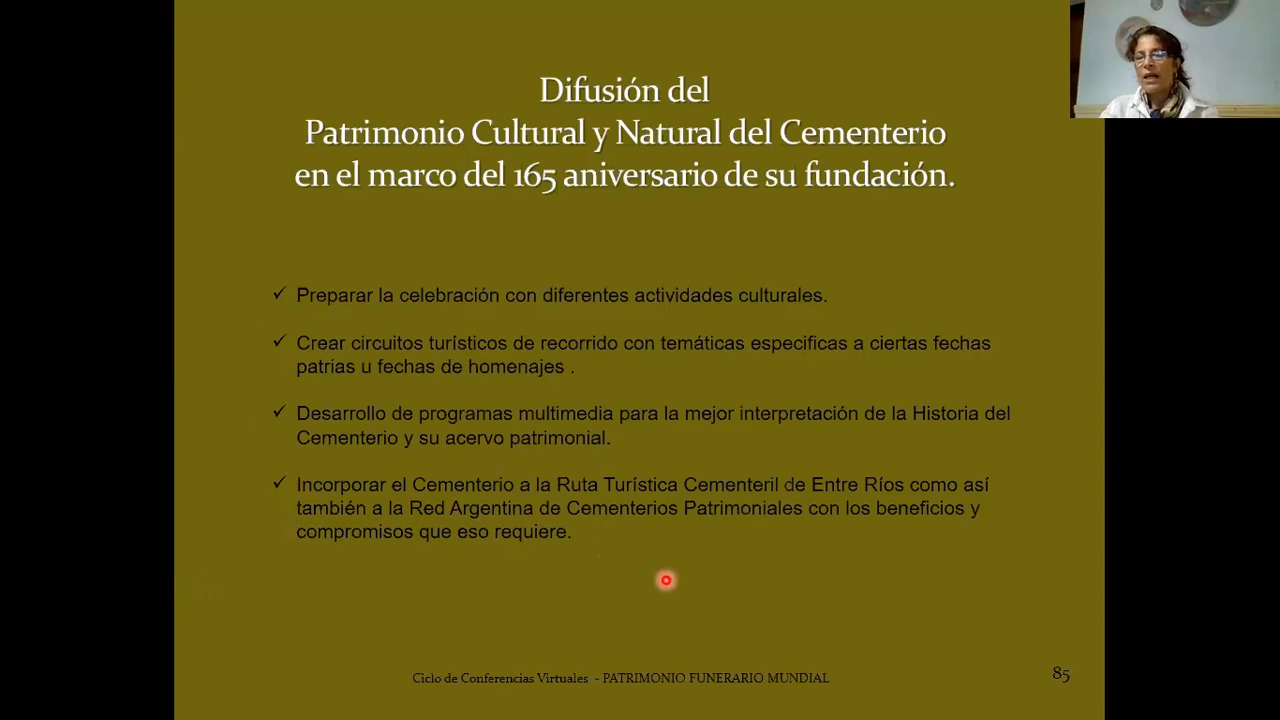 Difusión del
Patrimonio Cultural y Natural del Cementerio
en el marco del 165 aniversario de su fundación.
✓ Preparar la celebración con diferentes actividades culturales.
✓ Crear circuitos turísticos de recorrido con temáticas especificas a ciertas fechas
patrias u fechas de homenajes .
✓ Desarrollo de programas multimedia para la mejor interpretación de la Historia del
Cementerio y su acervo patrimonial.
✓ Incorporar el Cementerio a la Ruta Turística Cementeril de Entre Ríos como así
también a la Red Argentina de Cementerios Patrimoniales con los beneficios y
compromisos que eso requiere.
Ciclo de Conferencias Virtuales - PATRIMONIO FUNERARIO MUNDIAL
85